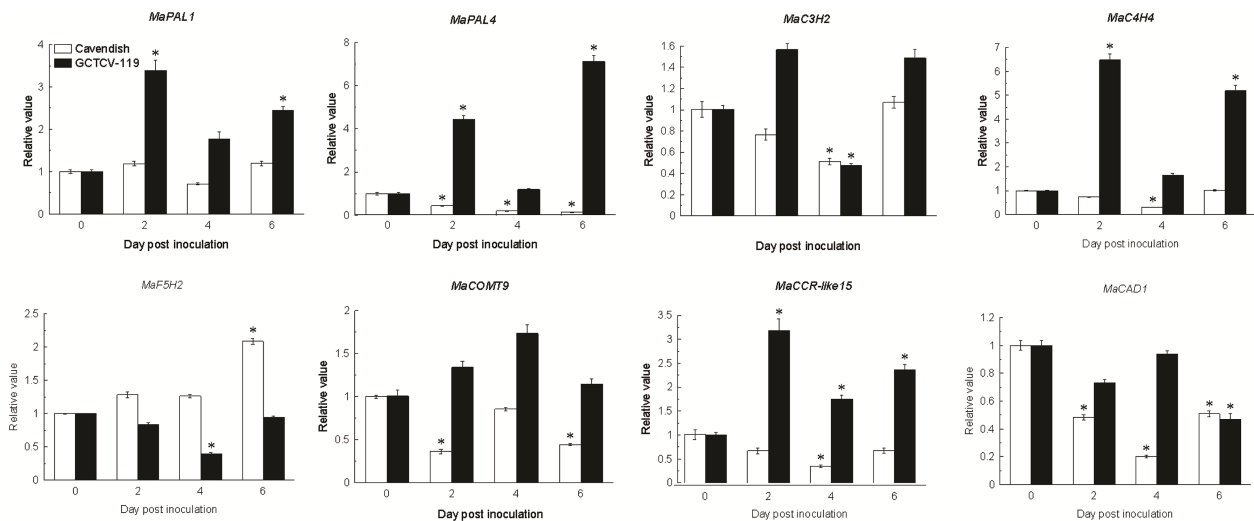 MaPAL1
MaPAL4
MaC3H2
MaC4H4
Cavendish
GCTCV-119
Relative value
4
3
2
1
0
*
*
0 2 4 6
Day post inoculation
Relative value
8
6
4
2
0
*
*
*
*
*
0 2 4 6
Day post inoculation
Relative value
1.6
1.4
1.2
1.0
0.8
0.6
0.4
0.2
0
* *
0 2 4 6
Day post inoculation
Relative value
7
6
5
4
3
2
1
0
*
*
*
0 2 4 6
Day post inoculation
MaF5H2
MaCOMT9
MaCCR-like15
MaCAD1
Relative value
2.5
2
1.5
1
0.5
0
*
*
0 2 4 6
Day post inoculation
Relative value
2
1.5
1
0.5
0
*
*
0 2 4 6
Day post inoculation
Relative value
3.5
3
2.5
2
1.5
1
0.5
0
*
*
*
*
0 2 4 6
Day post inoculation
Relative value
1.2
1
0.8
0.6
0.4
0.2
0
*
*
* *
0 2 4 6
Day post inoculation